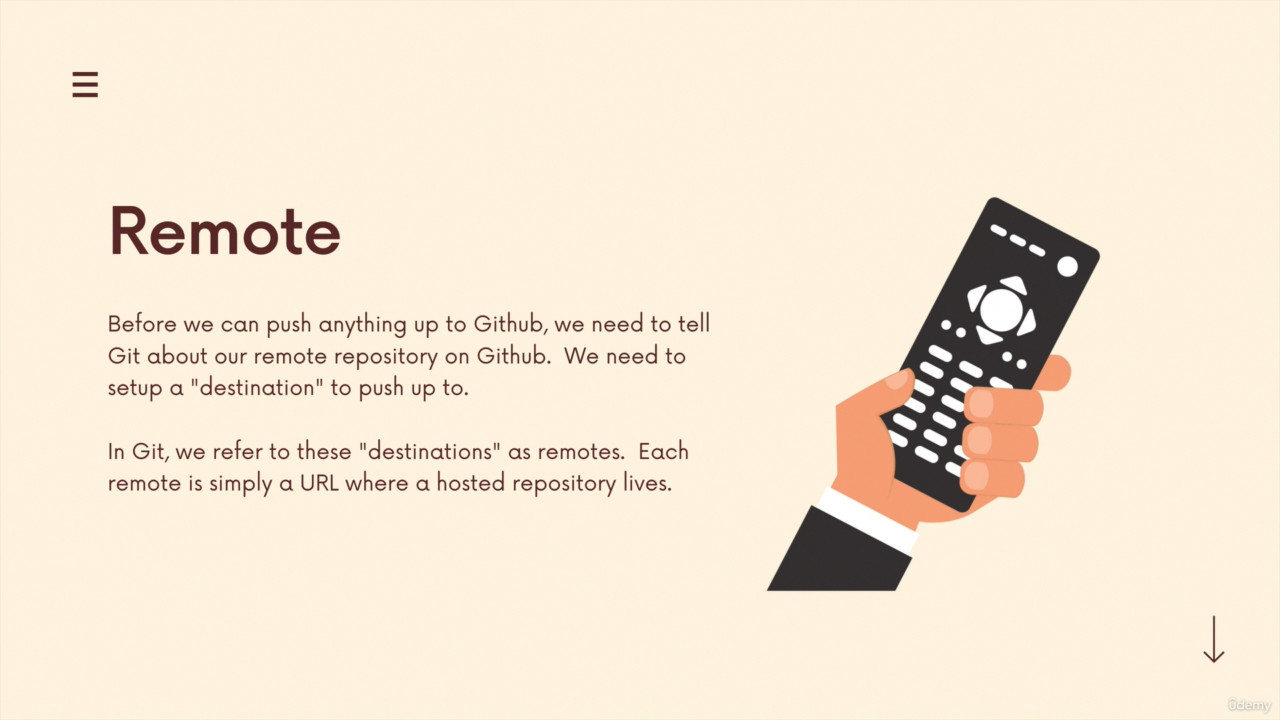 Remote
Before we can push anything up to Github, we need to tell
Git about our remote repository on Github.  We need to
setup a "destination" to push up to.
In Git, we refer to these "destinations" as remotes.  Each
remote is simply a URL where a hosted repository lives.
ûdemy